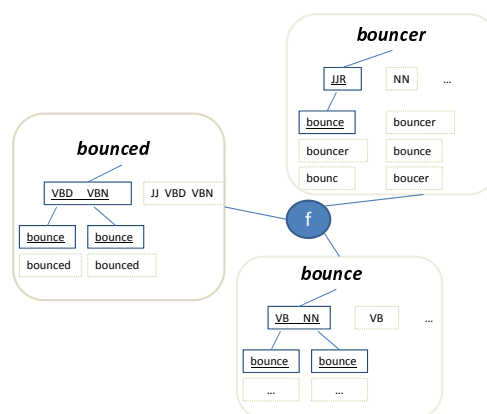 bouncer
JJR NN ...
bounce bouncer
bouncer bounce
bounc boucer
bounced
VBD VBN JJ VBD VBN
bounce bounce
bounced bounced
f
bounce
VB NN VB ...
bounce bounce
... ...